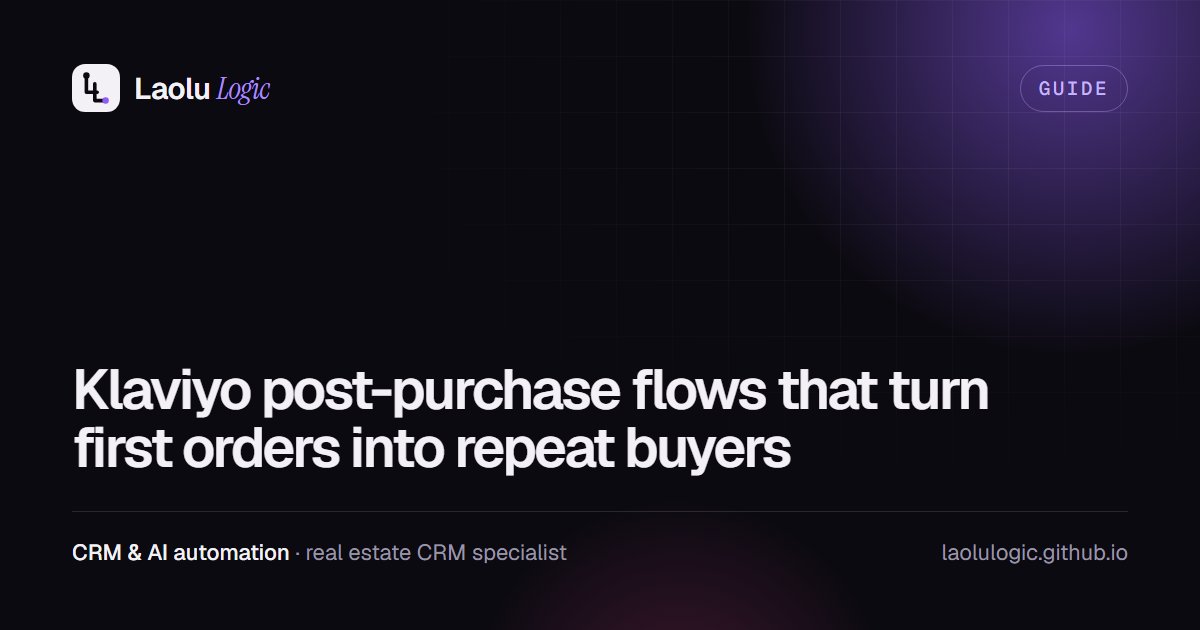 Laolu Logic
GUIDE
Klaviyo post-purchase flows that turn
first orders into repeat buyers
CRM & AI automation · real estate CRM specialist
laolulogic.github.io